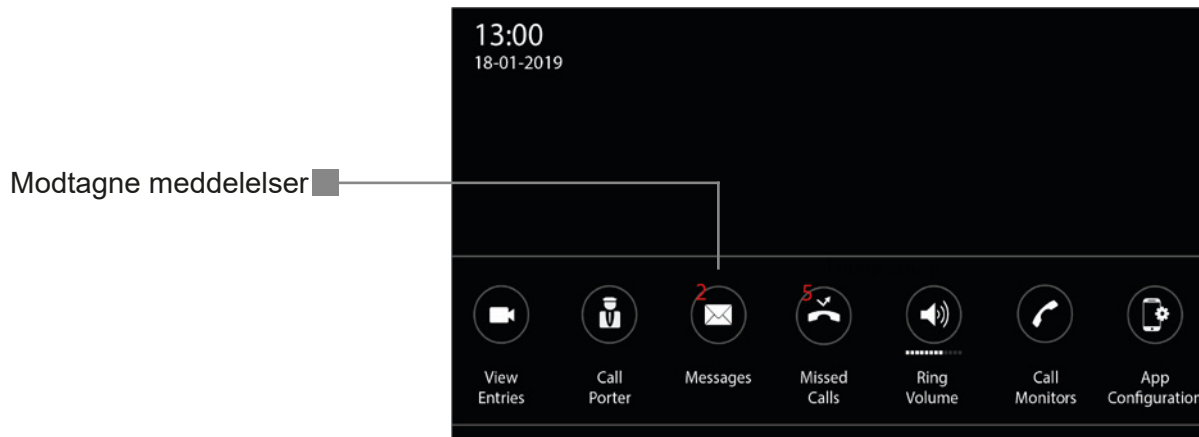 13:00
18-01-2019
Modtagne meddelelser
2
5
View
Entries
Call
Porter
Messages
Missed
Calls
Ring
Volume
Call
Monitors
App
Configuration